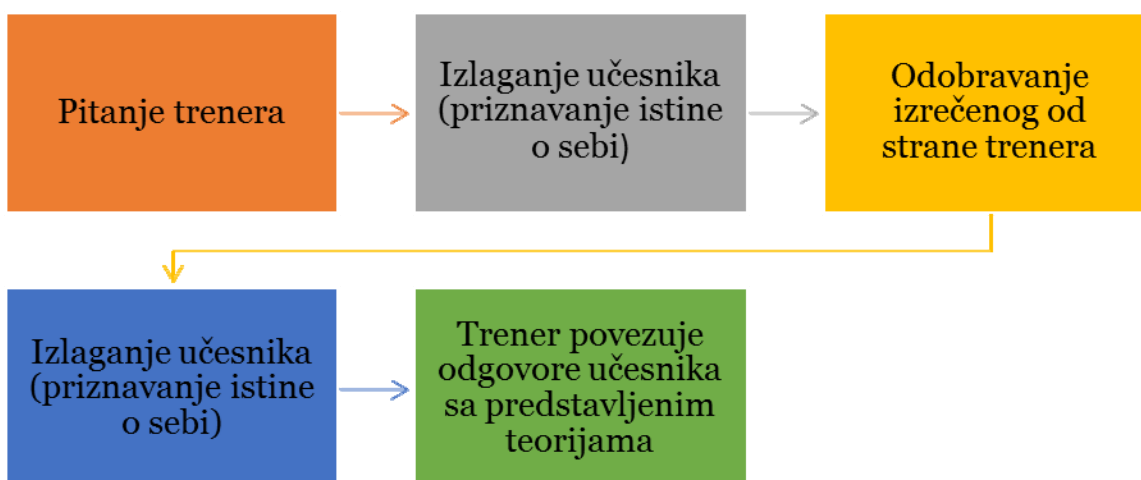 Pitanje trenera
Izlaganje učesnika
(priznavanje istine
o sebi)
Odobravanje
izrečenog od
strane trenera
Izlaganje učesnika
(priznavanje istine
o sebi)
Trener povezuje
odgovore učesnika
sa predstavljenim
teorijama